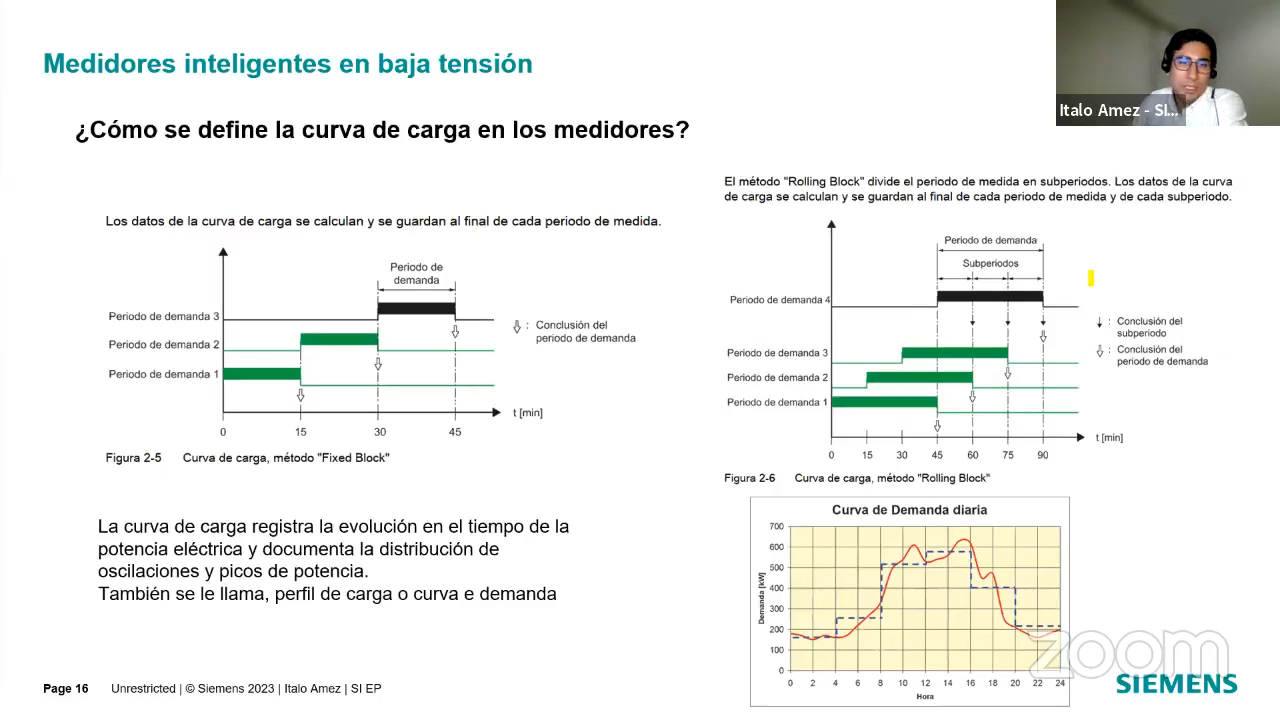 Medidores inteligentes en baja tensión
Italo Amez - SI...
¿Cómo se define la curva de carga en los medidores?
Los datos de la curva de carga se calculan y se guardan al final de cada periodo de medida.
Periodo de
demanda
Periodo de demanda 3
Periodo de demanda 2
Periodo de demanda 1
: Conclusión del
periodo de demanda
t [min]
0 15 30 45
Figura 2-5 Curva de carga, método "Fixed Block"
El método "Rolling Block" divide el periodo de medida en subperiodos. Los datos de la curva
de carga se calculan y se guardan al final de cada periodo de medida y de cada subperiodo.
Periodo de demanda
Subperiodos
Periodo de demanda 4
Periodo de demanda 3
Periodo de demanda 2
Periodo de demanda 1
: Conclusión del
subperiodo
: Conclusión del
periodo de demanda
t [min]
0 15 30 45 60 75 90
Figura 2-6 Curva de carga, método "Rolling Block"
La curva de carga registra la evolución en el tiempo de la
potencia eléctrica y documenta la distribución de
oscilaciones y picos de potencia.
También se le llama, perfil de carga o curva e demanda
Curva de Demanda diaria
Demanda [kW]
700
600
500
400
300
200
100
0
0 2 4 6 8 10 12 14 16 18 20 22 24
Hora
zoom
SIEMENS
Page 16 Unrestricted | © Siemens 2023 | Italo Amez | SI EP